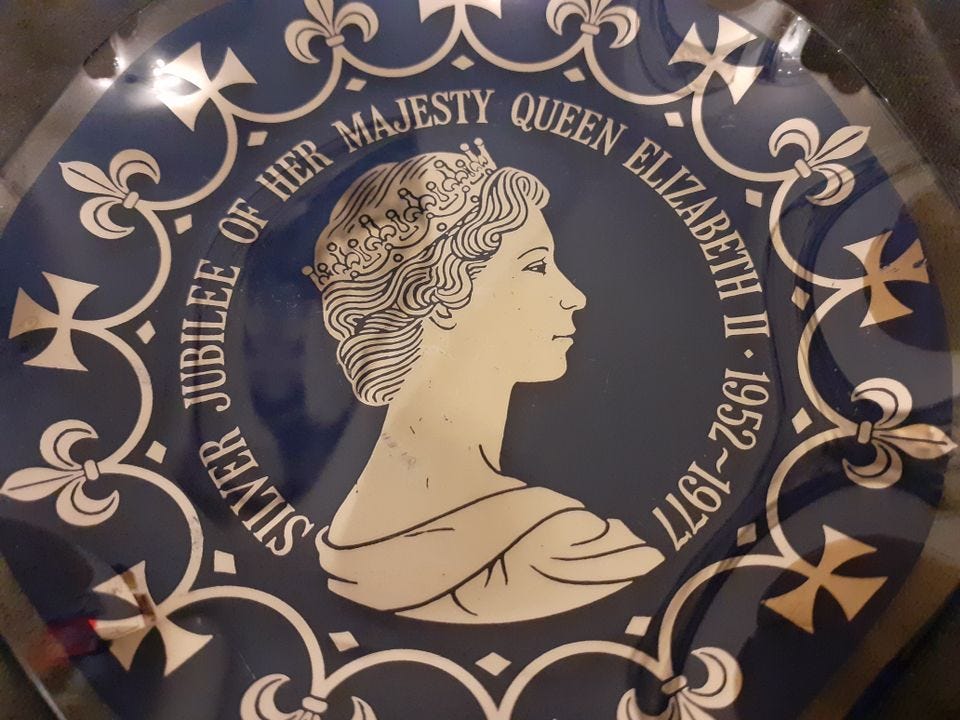 SILVER JUBILEE OF HER MAJESTY QUEEN ELIZABETH II · 1952~1977